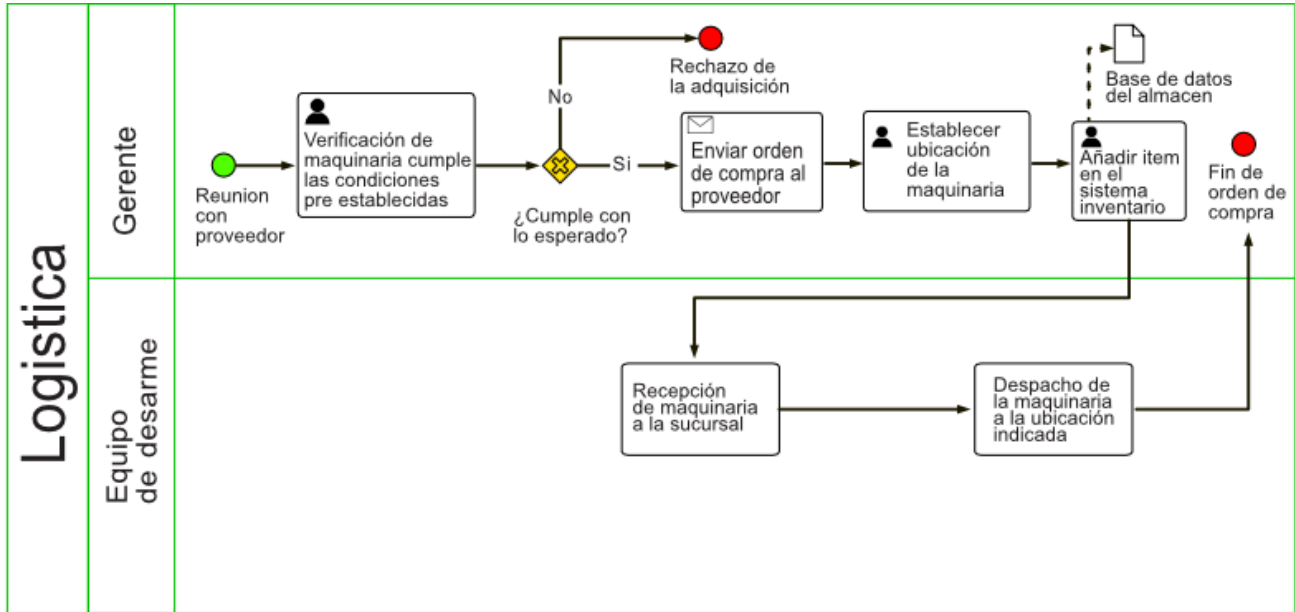 Logistica
Gerente
Reunion
con
proveedor
Verificación de
maquinaria cumple
las condiciones
pre establecidas
¿Cumple con
lo esperado?
No
Rechazo de
la adquisición
Si
Enviar orden
de compra al
proveedor
Establecer
ubicación
de la
maquinaria
Añadir item
en el
sistema
inventario
Base de datos
del almacen
Fin de
orden de
compra
Equipo
de desarme
Recepción
de maquinaria
a la sucursal
Despacho de
la maquinaria
a la ubicación
indicada